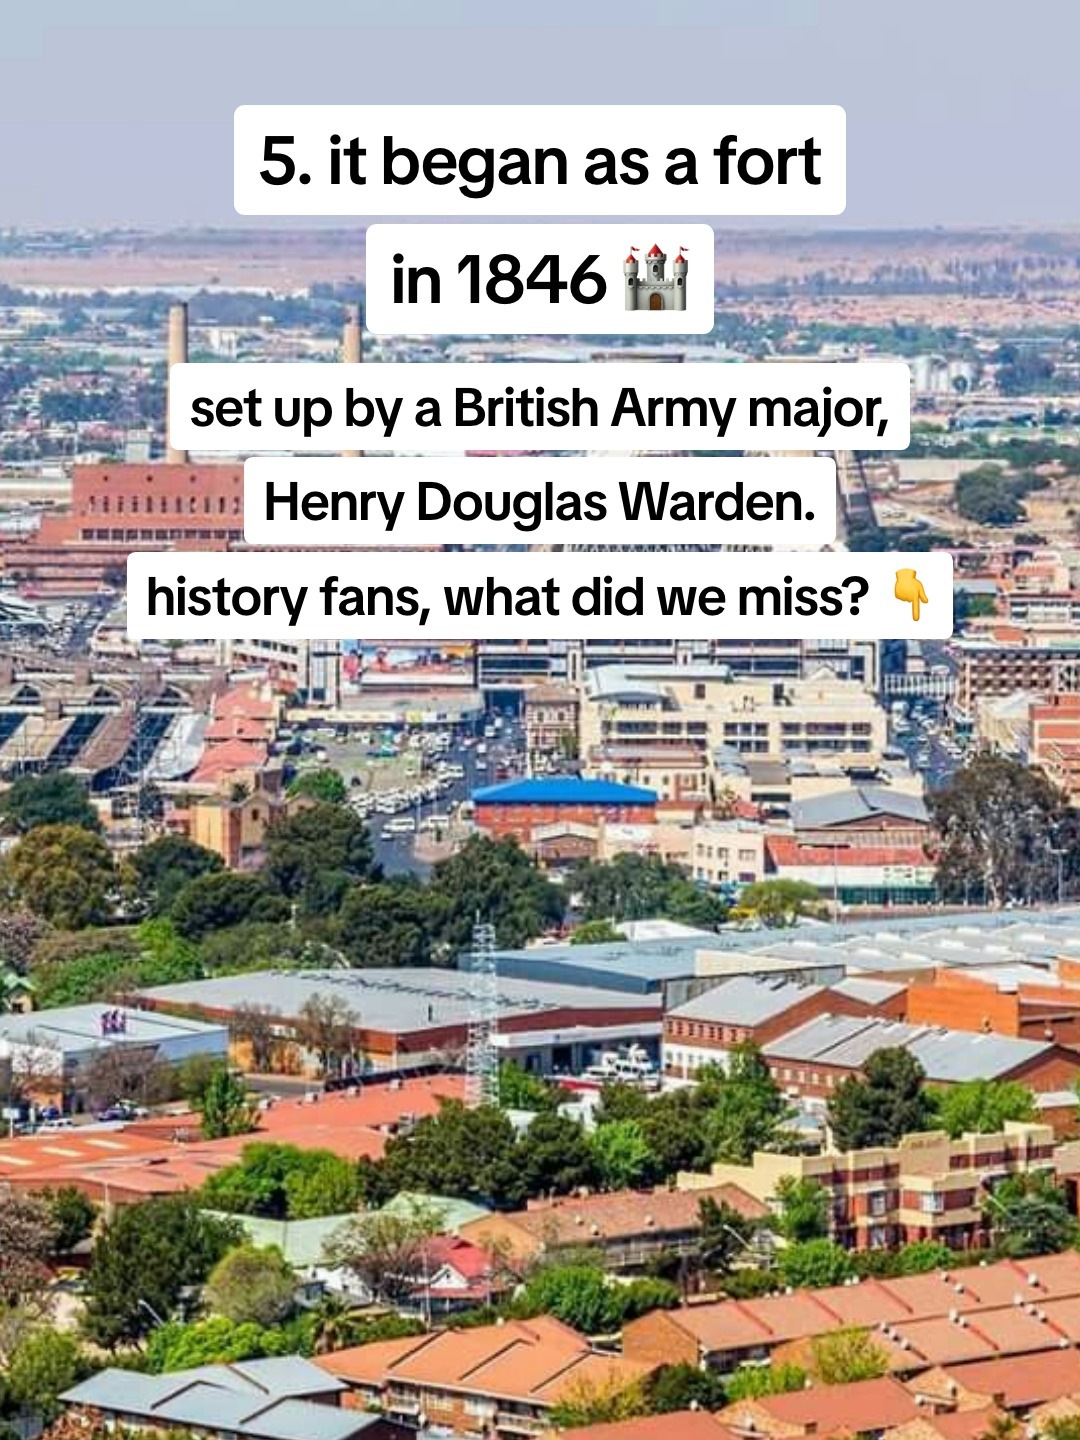 5. it began as a fort
in 1846 🏰
set up by a British Army major,
Henry Douglas Warden.
history fans, what did we miss? 👇